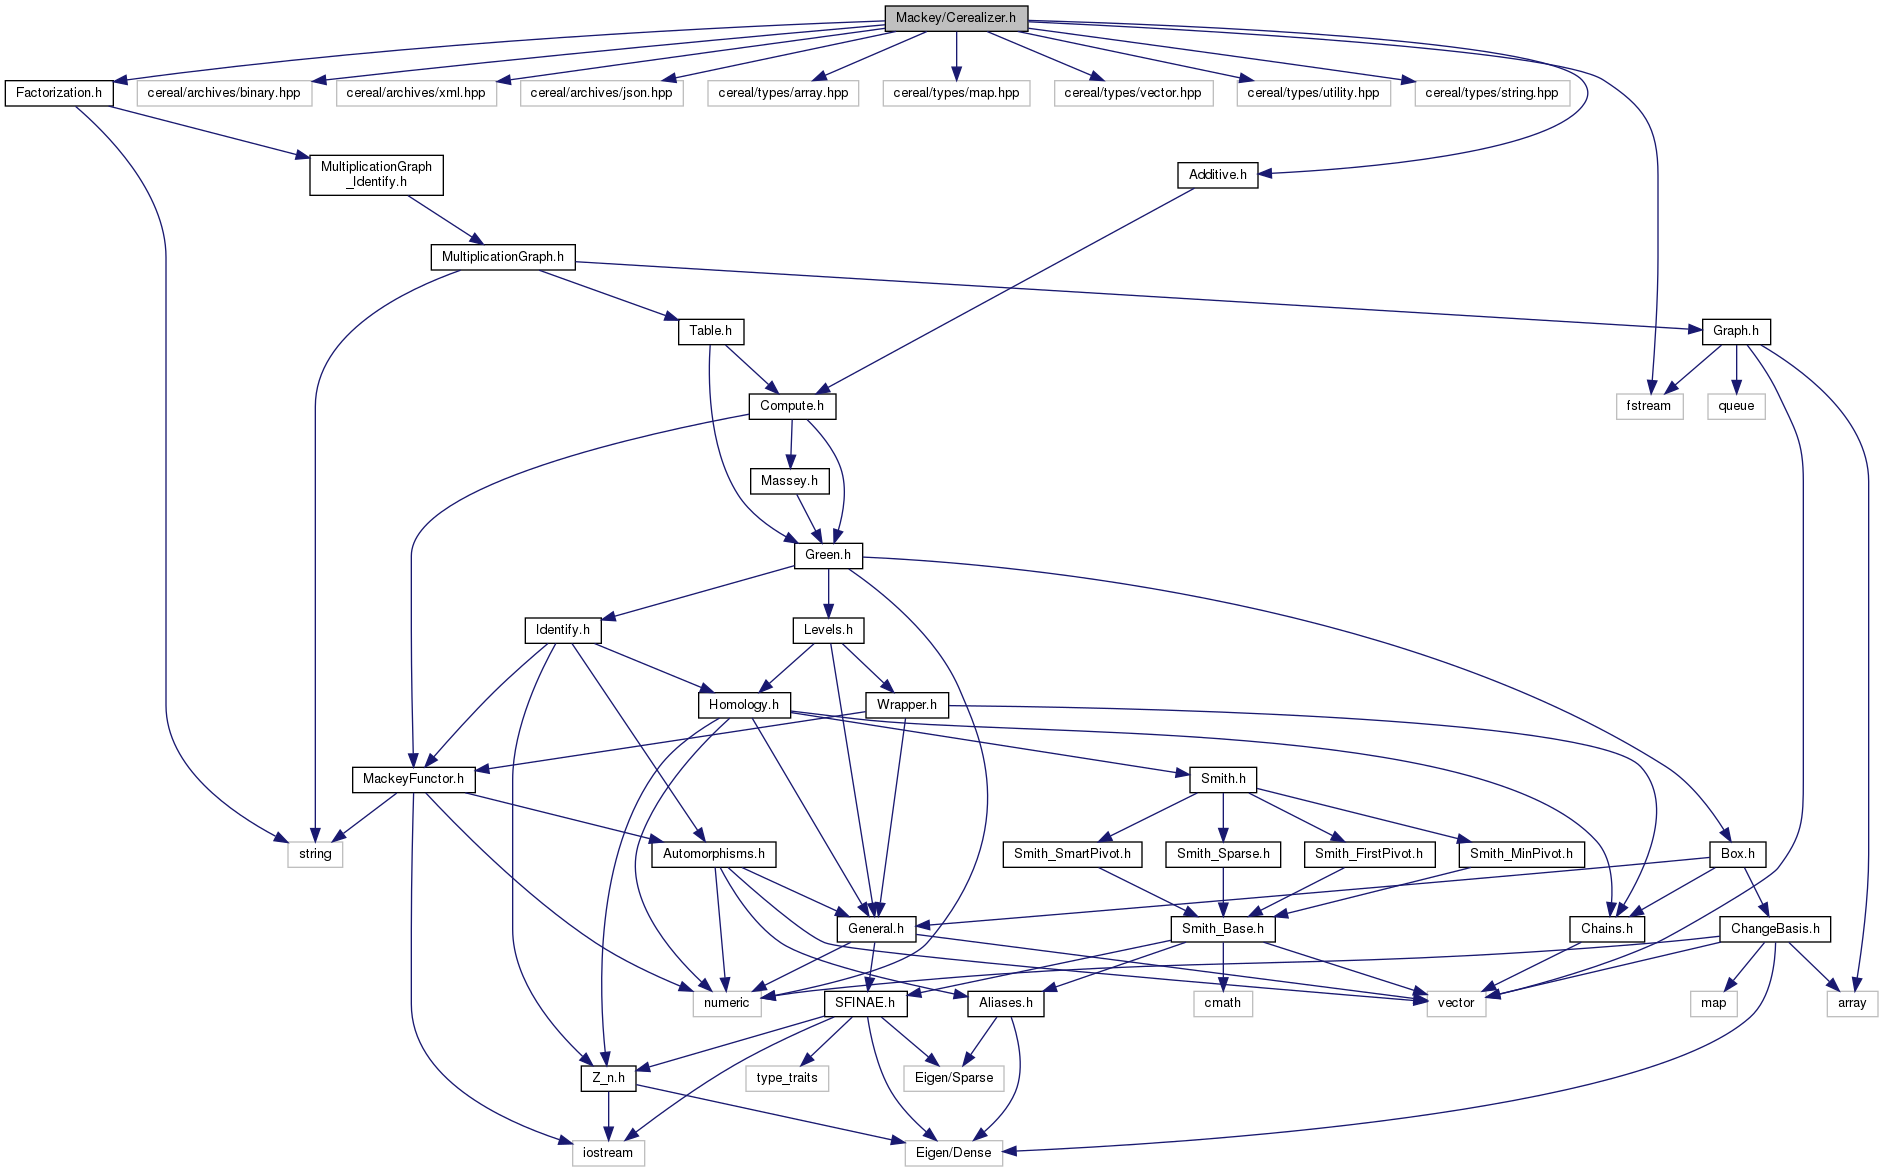 Mackey/Cerealizer.h
Factorization.h
cereal/archives/binary.hpp
cereal/archives/xml.hpp
cereal/archives/json.hpp
cereal/types/array.hpp
cereal/types/map.hpp
cereal/types/vector.hpp
cereal/types/utility.hpp
cereal/types/string.hpp
MultiplicationGraph
_Identify.h
Additive.h
MultiplicationGraph.h
Table.h
Graph.h
Compute.h
fstream
queue
Massey.h
Green.h
Identify.h
Levels.h
Homology.h
Wrapper.h
MackeyFunctor.h
Smith.h
string
Automorphisms.h
Smith_SmartPivot.h
Smith_Sparse.h
Smith_FirstPivot.h
Smith_MinPivot.h
Box.h
General.h
Smith_Base.h
Chains.h
ChangeBasis.h
numeric
SFINAE.h
Aliases.h
cmath
vector
map
array
Z_n.h
type_traits
Eigen/Sparse
iostream
Eigen/Dense